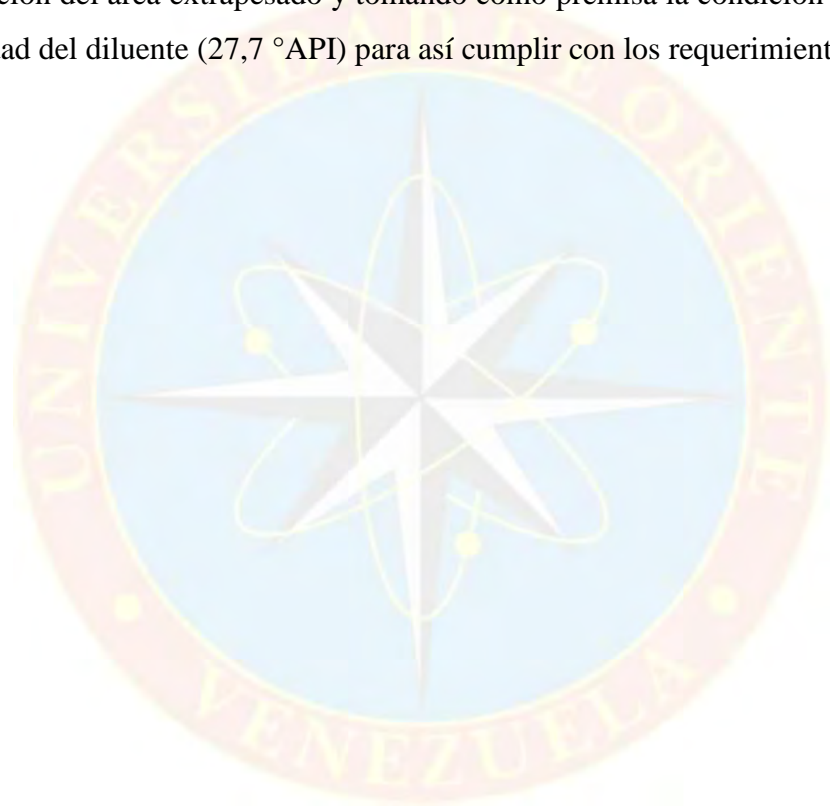 ción del área extrapesado y tomando como premisa la condición
ad del diluente (27,7 °API) para así cumplir con los requerimient
UNIVERSIDAD DE ORIENTE
VENEZUELA